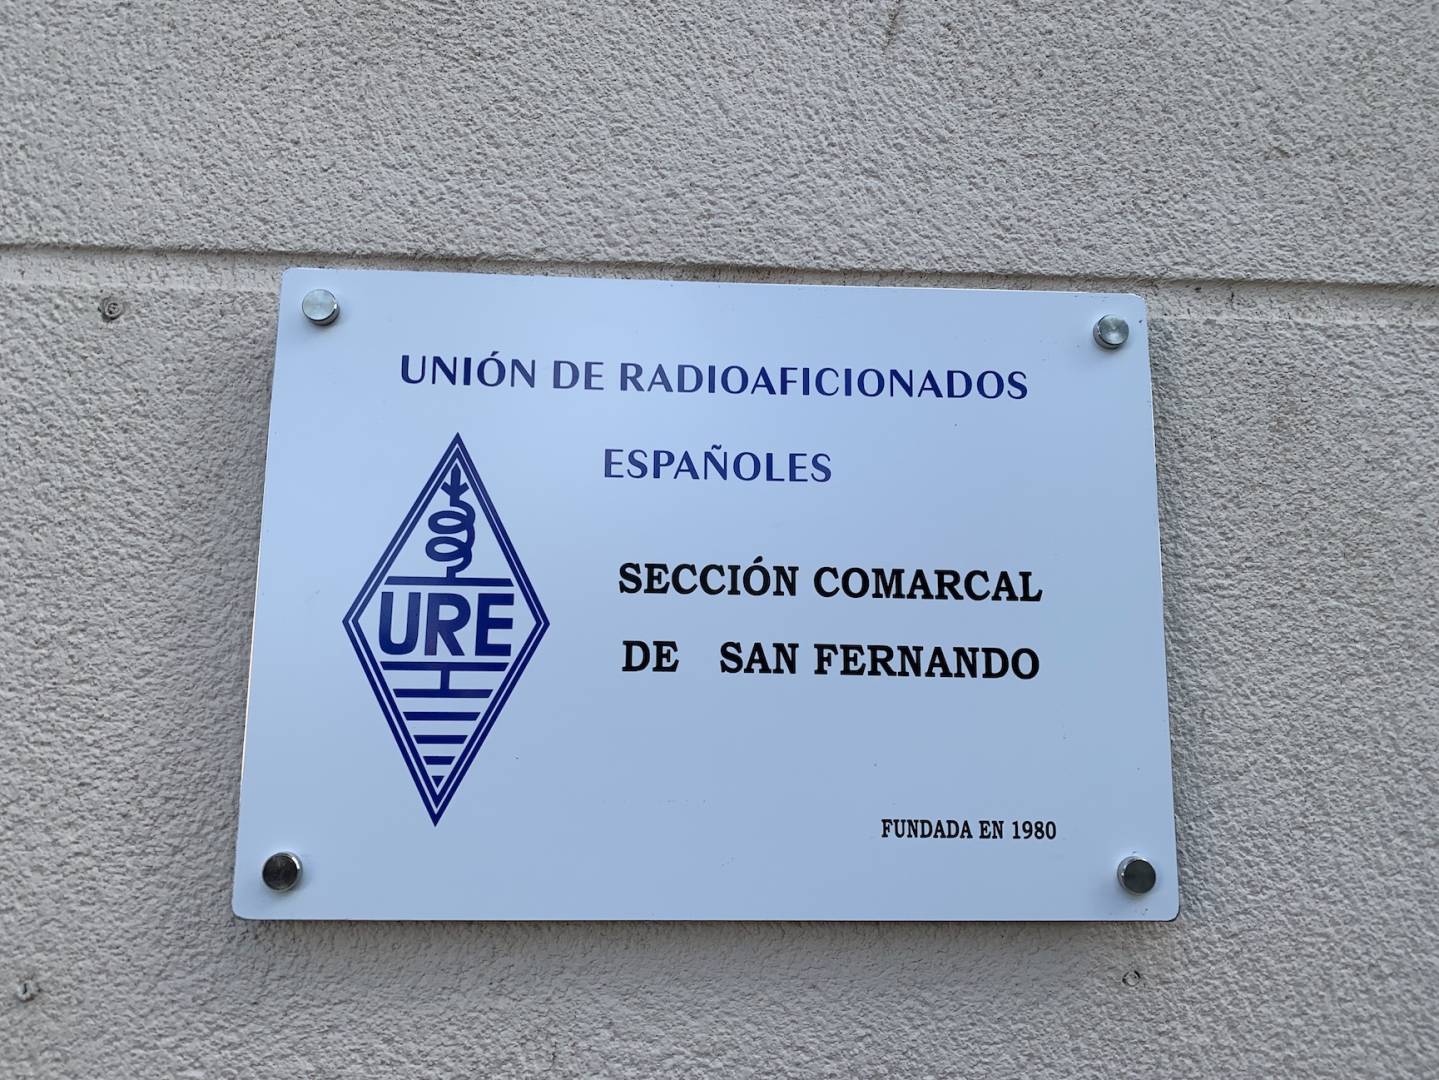 UNIÓN DE RADIOAFICIONADOS
ESPAÑOLES
URE
SECCIÓN COMARCAL
DE SAN FERNANDO
FUNDADA EN 1980